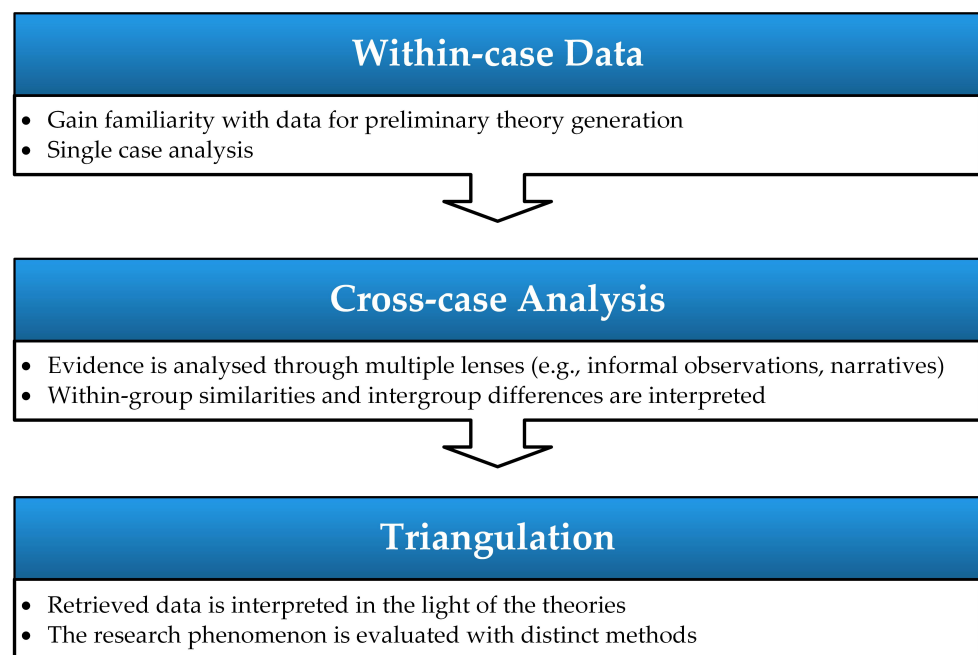 Within-case Data
• Gain familiarity with data for preliminary theory generation
• Single case analysis
Cross-case Analysis
• Evidence is analysed through multiple lenses (e.g., informal observations, narratives)
• Within-group similarities and intergroup differences are interpreted
Triangulation
• Retrieved data is interpreted in the light of the theories
• The research phenomenon is evaluated with distinct methods